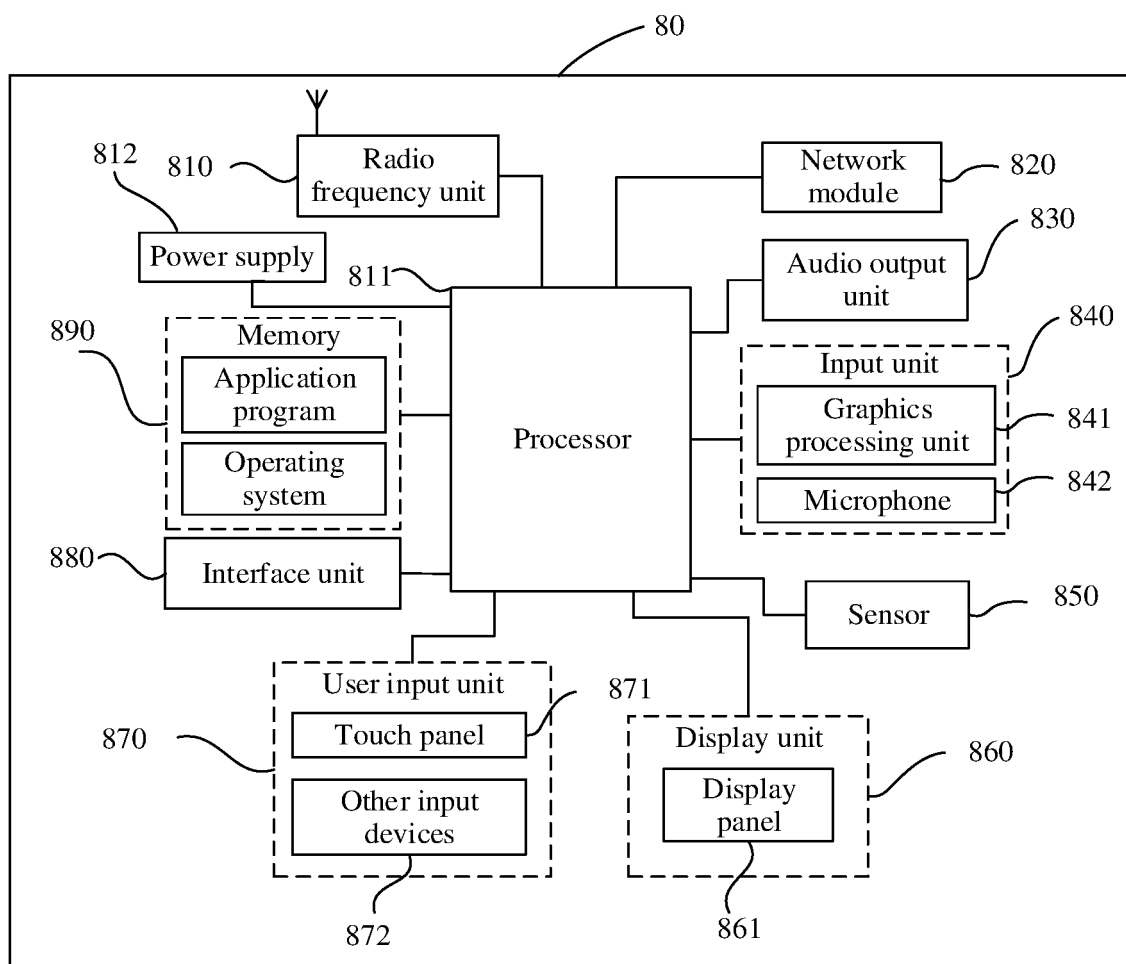 80
812
810
Radio
frequency unit
Network
module
820
Power supply
811
Audio output
unit
830
890
Memory
Application
program
Operating
system
Processor
Input unit
840
Graphics
processing unit
841
Microphone
842
880
Interface unit
Sensor
850
User input unit
871
870
Touch panel
Other input
devices
872
Display unit
860
Display
panel
861